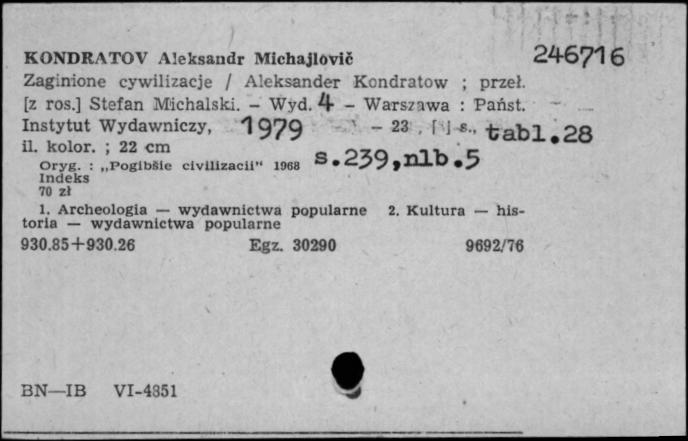 246716
KONDRATOV Aleksandr Michajlovič
Zaginione cywilizacje / Aleksander Kondratow ; przeł.
[z ros.] Stefan Michalski. — Wyd. 4 — Warszawa : Państ.
Instytut Wydawniczy, 1979 — 23 s., tabl.28
il. kolor. ; 22 cm s.239,nlb.5
Oryg. : „Pogibšie civilizacii" 1968
Indeks
70 zł
1. Archeologia — wydawnictwa popularne 2. Kultura — his-
toria — wydawnictwa popularne
930.85+930.26 Egz. 30290 9692/76
BN—IB VI-4351